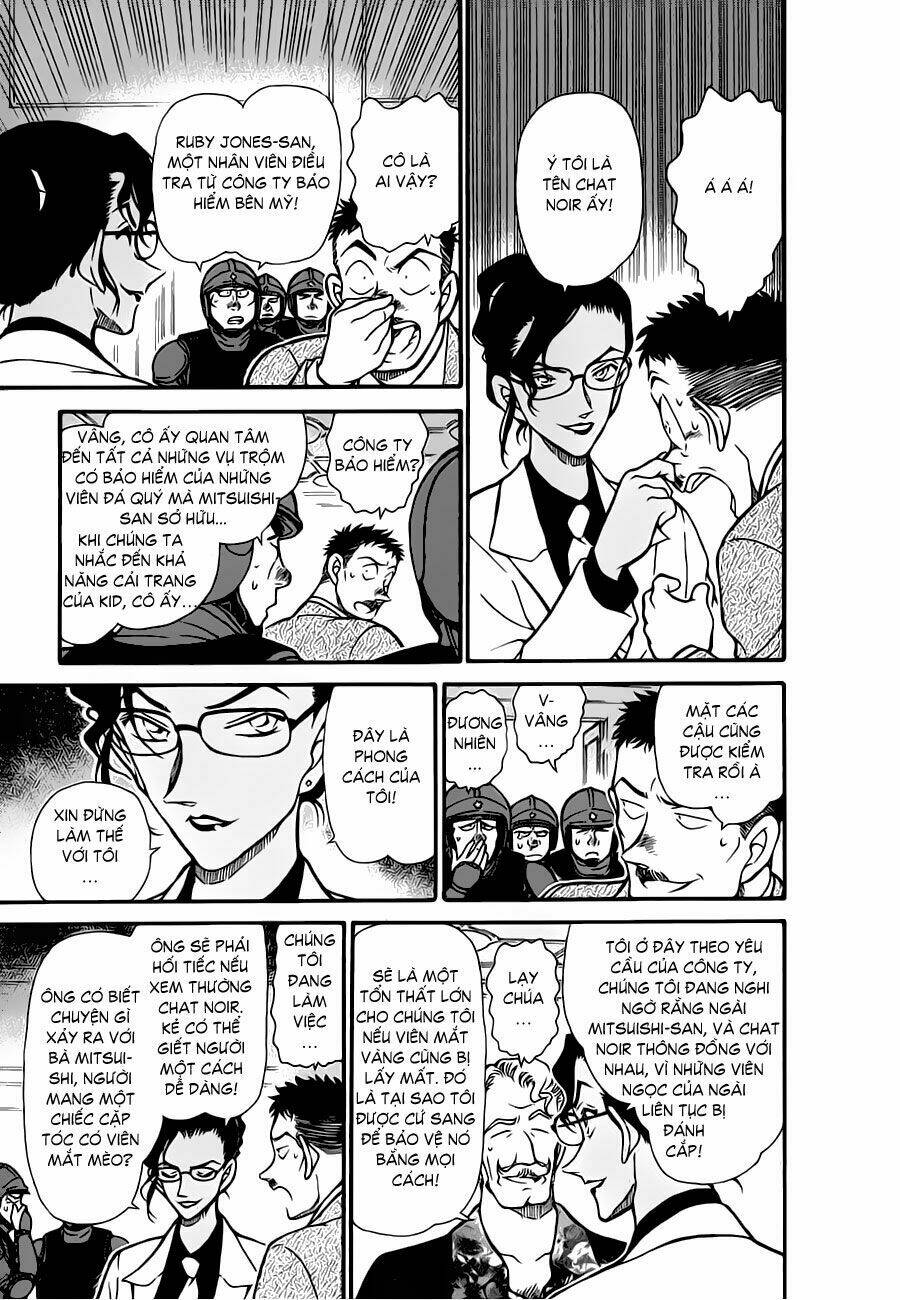 Á Á Á!
Ý TÔI LÀ
TÊN CHAT
NOIR ẤY!
CÔ LÀ
AI VẬY?
RUBY JONES-SAN,
MỘT NHÂN VIÊN ĐIỀU
TRA TỪ CÔNG TY BẢO
HIỂM BÊN MỸ!
CÔNG TY
BẢO HIỂM?
VÂNG, CÔ ẤY QUAN TÂM
ĐẾN TẤT CẢ NHỮNG VỤ TRỘM
CÓ BẢO HIỂM CỦA NHỮNG
VIÊN ĐÁ QUÝ MÀ MITSUISHI-
SAN SỞ HỮU...
KHI CHÚNG TA
NHẮC ĐẾN KHẢ
NĂNG CẢI TRANG
CỦA KID, CÔ ẤY...
MẶT CÁC
CẬU CŨNG
ĐƯỢC KIỂM
TRA RỒI À
...
V-
VÂNG
...
ĐƯƠNG
NHIÊN
...
ĐÂY LÀ
PHONG
CÁCH CỦA
TÔI!
XIN ĐỪNG
LÀM THẾ
VỚI TÔI
...
TÔI Ở ĐÂY THEO YÊU
CẦU CỦA CÔNG TY,
CHÚNG TÔI ĐANG NGHI
NGỜ RẰNG NGÀI
MITSUISHI-SAN, VÀ CHAT
NOIR THÔNG ĐỒNG VỚI
NHAU, VÌ NHỮNG VIÊN
NGỌC CỦA NGÀI
LIÊN TỤC BỊ
ĐÁNH
CẮP!
LẠY
CHÚA
...
SẼ LÀ MỘT
TỔN THẤT LỚN
CHO CHÚNG TÔI
NẾU VIÊN MẮT
VÀNG CŨNG BỊ
LẤY MẤT. ĐÓ
LÀ TẠI SAO TÔI
ĐƯỢC CỬ SANG
ĐỂ BẢO VỆ NÓ
BẰNG MỌI
CÁCH!
CHÚNG
TÔI
ĐANG
LÀM
VIỆC
...
ÔNG SẼ PHẢI
HỐI TIẾC NẾU
XEM THƯỜNG
CHAT NOIR.
KẺ CÓ THỂ
GIẾT NGƯỜI
MỘT CÁCH
DỄ DÀNG!
ÔNG CÓ BIẾT
CHUYỆN GÌ
XẢY RA VỚI
BÀ MITSUI-
SHI, NGƯỜI
MANG MỘT
CHIẾC CẶP
TÓC CÓ VIÊN
MẮT MÈO?